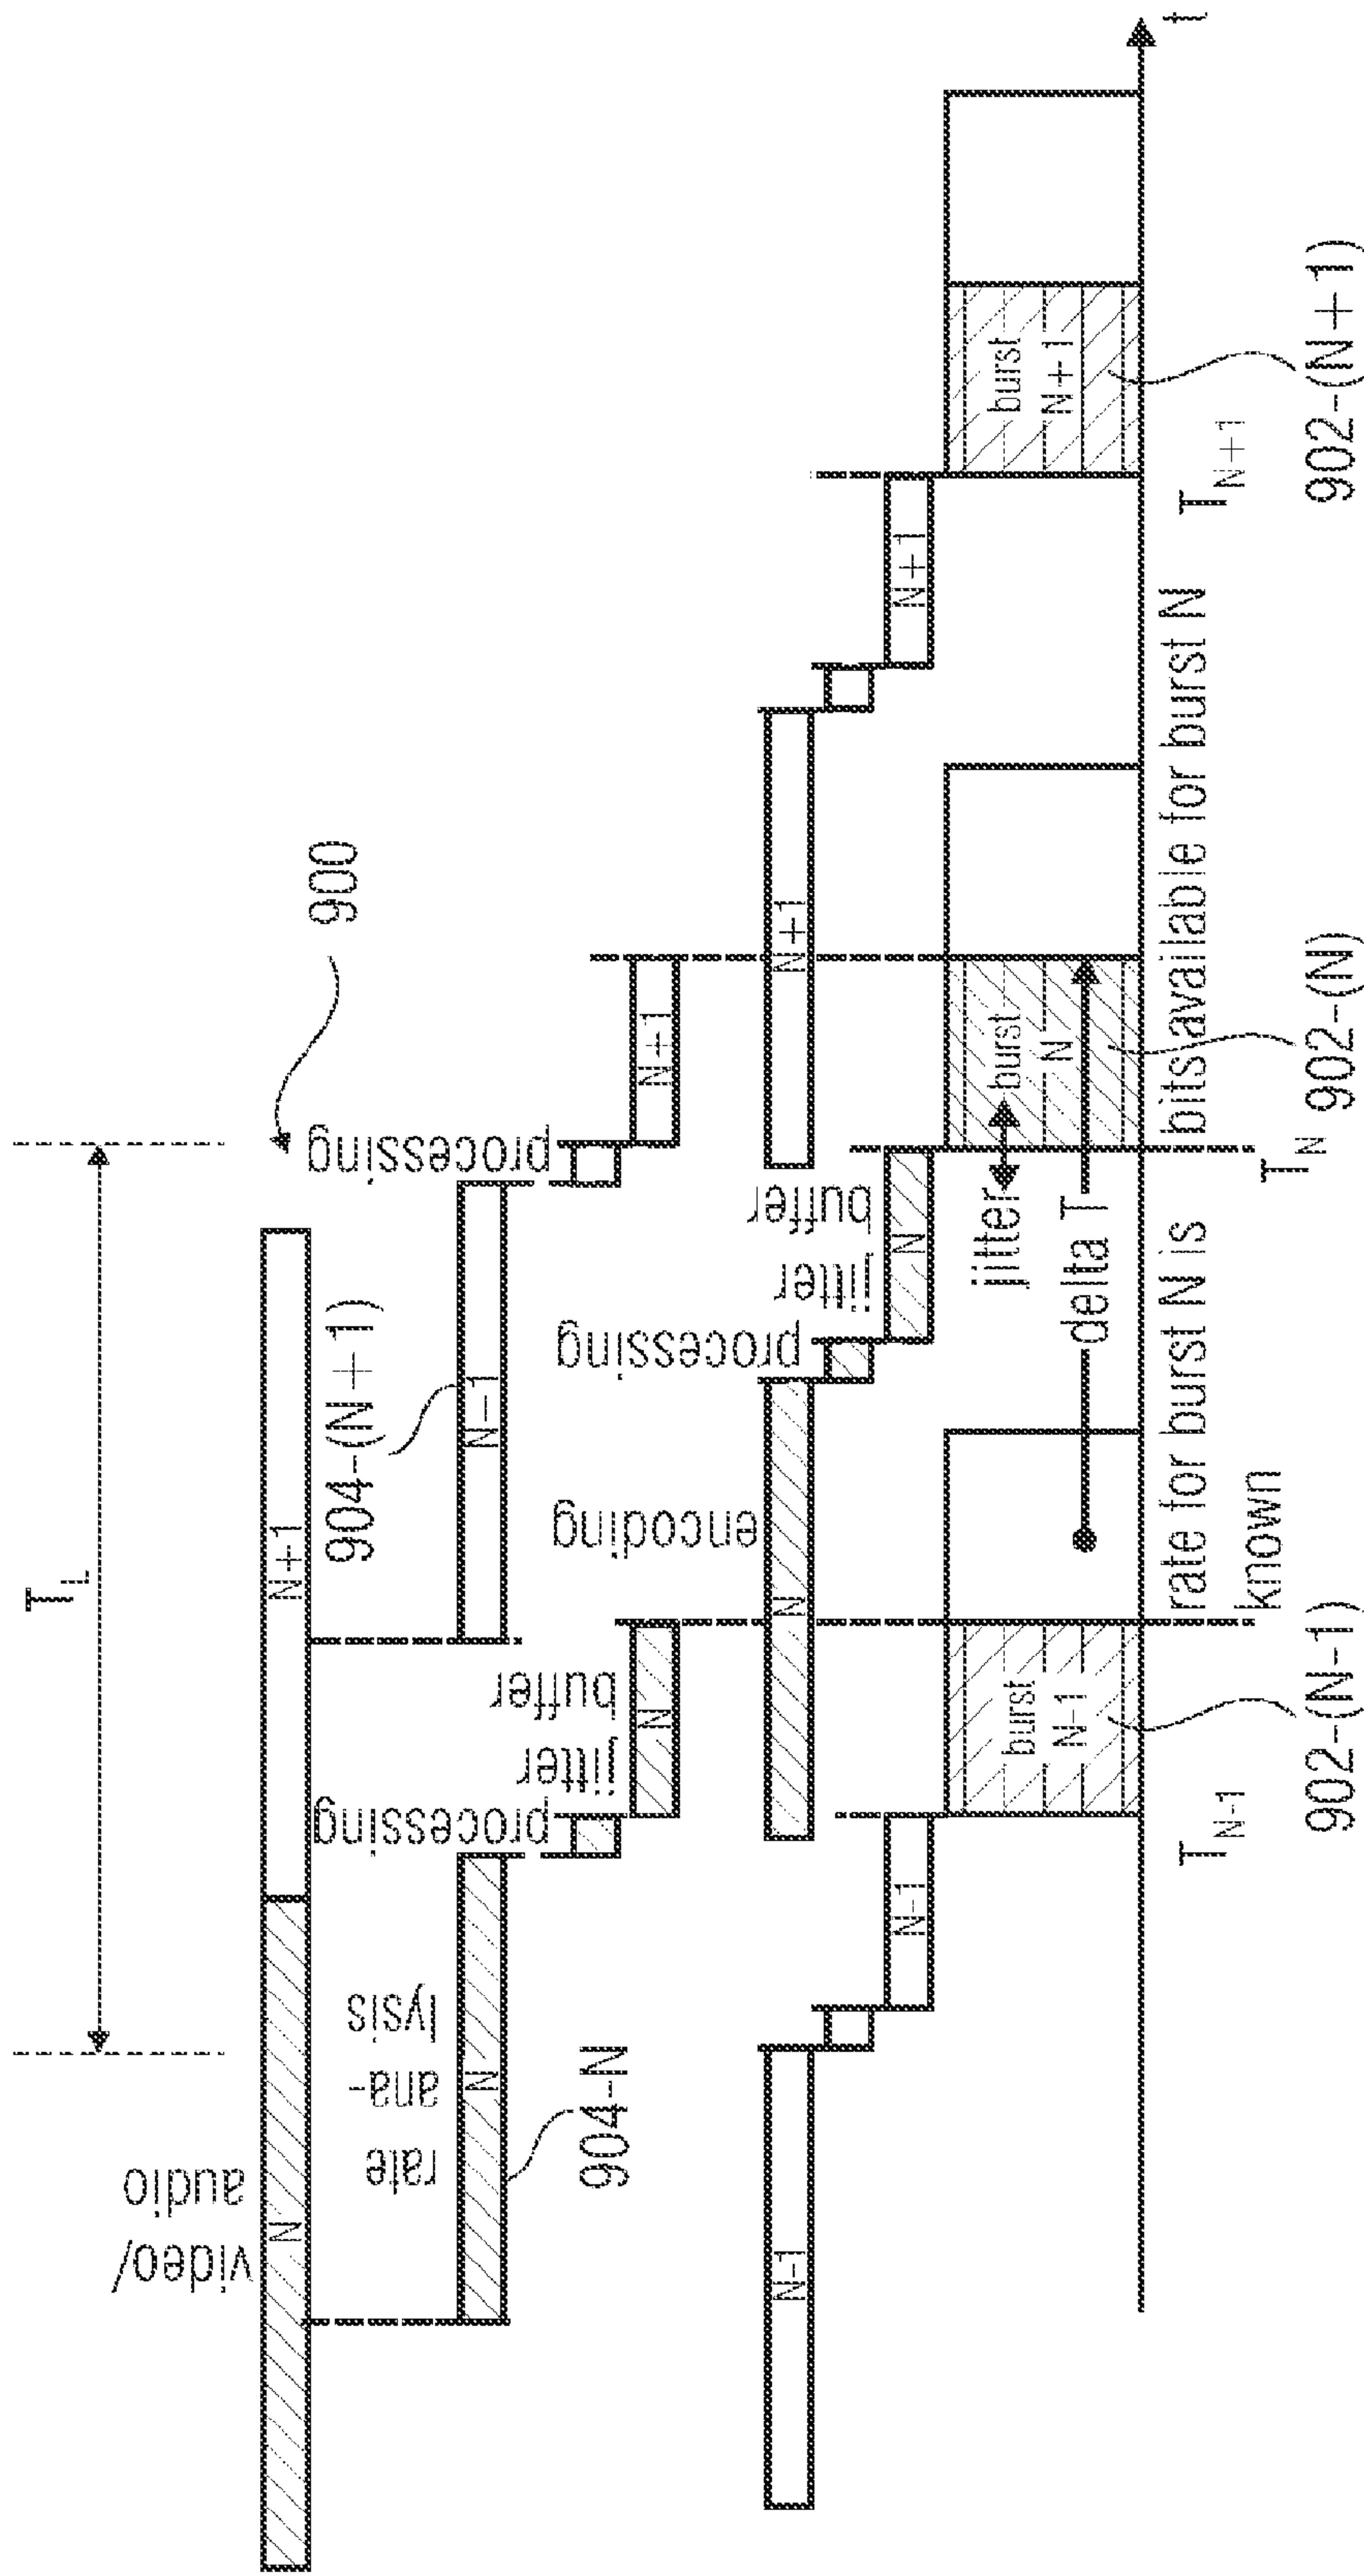 T_L
900
video/
audio
N
N+1
904-(N+1)
rate
ana-
lysis
N
N-1
904-N
processing
processing
jitter
buffer
N
N+1
encoding
N-1
N
N+1
processing
jitter
buffer
N-1
N
N+1
burst
N-1
burst
N
burst
N+1
jitter
delta T
t
T_{N-1}
rate for burst N is
known
T_N
bits available for burst N
T_{N+1}
902-(N-1)
902-(N)
902-(N+1)